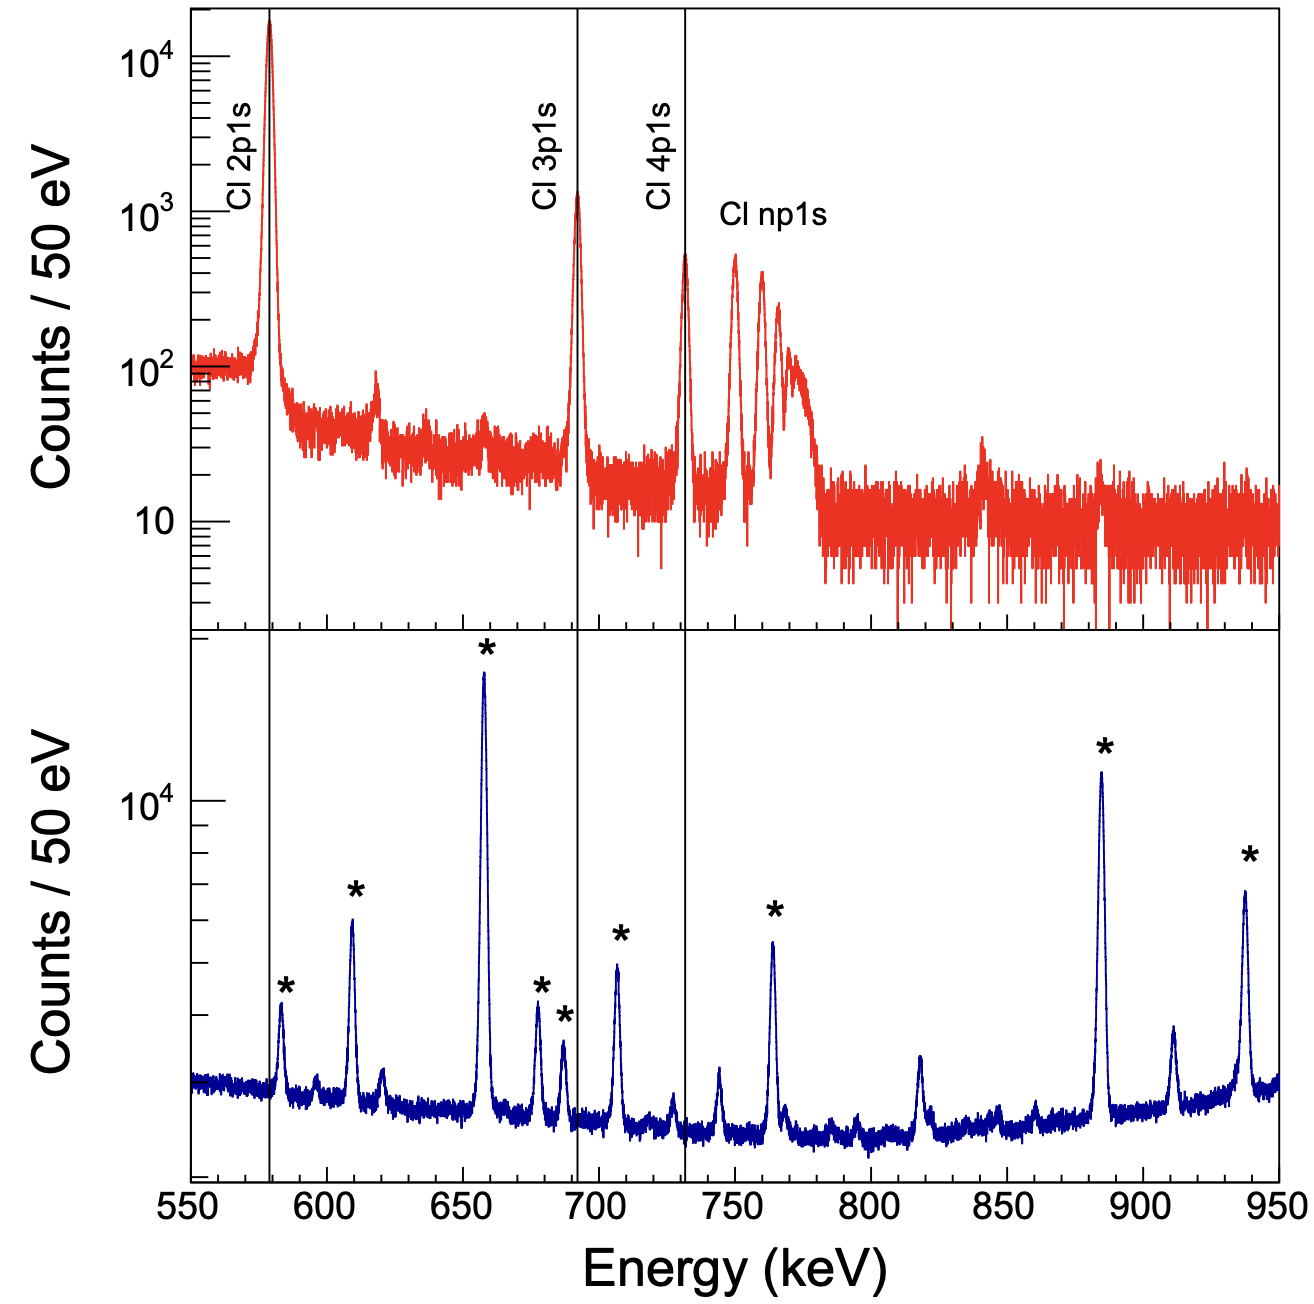 Counts / 50 eV
10⁴
10³
10²
10
Cl 2p1s
Cl 3p1s
Cl 4p1s
Cl np1s
Counts / 50 eV
10⁴
*
*
*
*
*
*
*
*
*
550 600 650 700 750 800 850 900 950
Energy (keV)